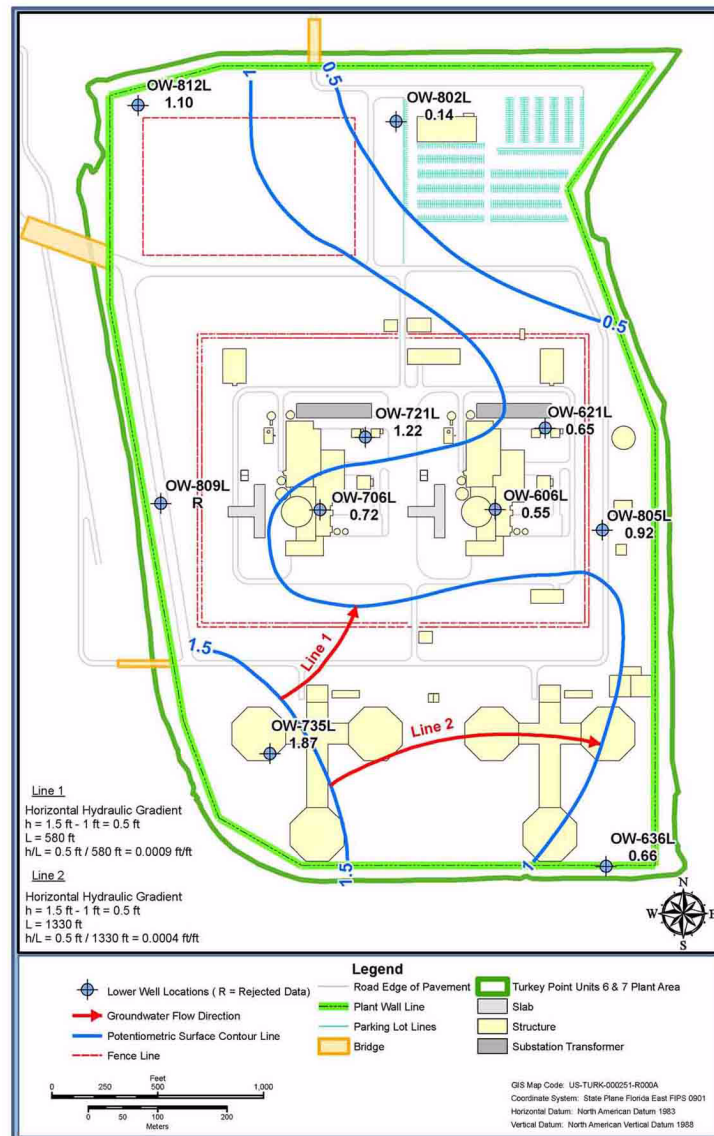 OW-812L
1.10
1
0.5
OW-802L
0.14
0.5
OW-721L
1.22
OW-621L
0.65
OW-809L
R
OW-706L
0.72
OW-606L
0.55
OW-805L
0.92
1.5
Line 1
OW-735L
1.87
Line 2
1.5
1
OW-636L
0.66
Line 1
Horizontal Hydraulic Gradient
h = 1.5 ft - 1 ft = 0.5 ft
L = 580 ft
h/L = 0.5 ft / 580 ft = 0.0009 ft/ft
Line 2
Horizontal Hydraulic Gradient
h = 1.5 ft - 1 ft = 0.5 ft
L = 1330 ft
h/L = 0.5 ft / 1330 ft = 0.0004 ft/ft
N
W
E
S
Legend
Lower Well Locations ( R = Rejected Data)
Groundwater Flow Direction
Potentiometric Surface Contour Line
Fence Line
Road Edge of Pavement
Plant Wall Line
Parking Lot Lines
Bridge
Turkey Point Units 6 & 7 Plant Area
Slab
Structure
Substation Transformer
Feet
0 250 500 1,000
0 50 100 200
Meters
GIS Map Code: US-TURK-000251-R000A
Coordinate System: State Plane Florida East FIPS 0901
Horizontal Datum: North American Datum 1983
Vertical Datum: North American Vertical Datum 1988